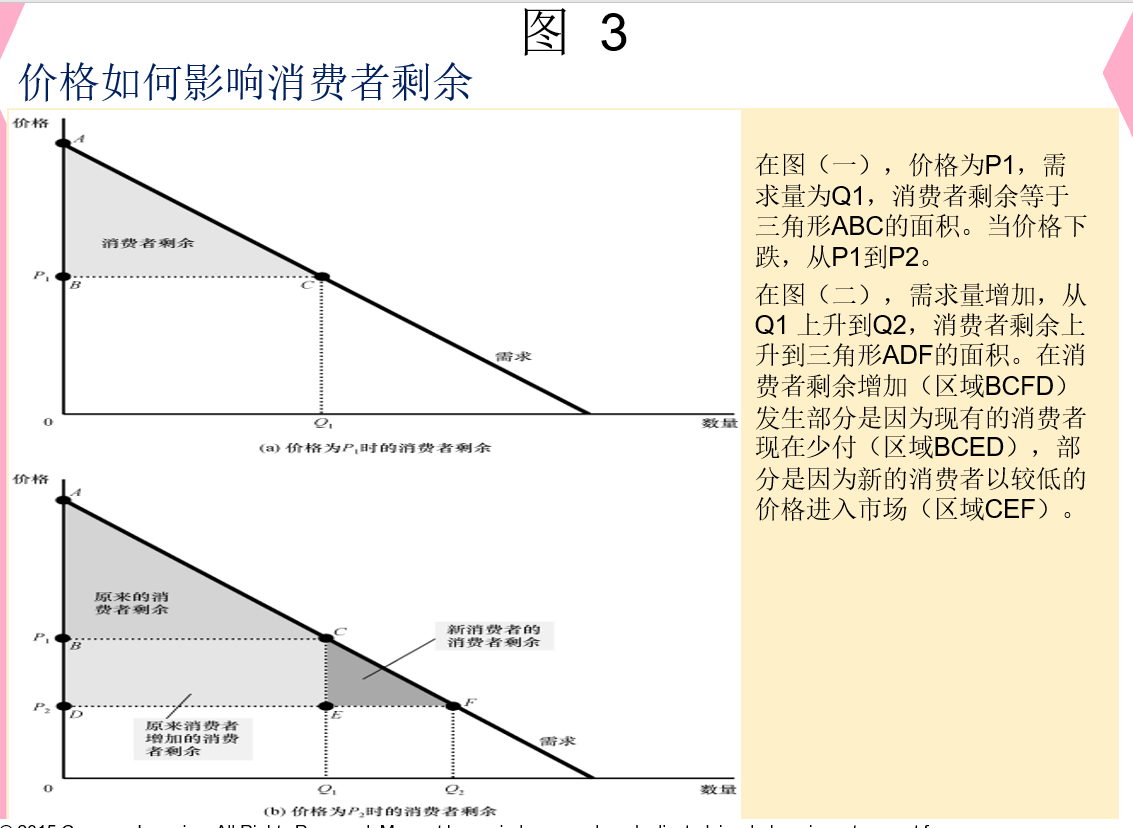 图 3
价格如何影响消费者剩余
价格
A
消费者剩余
P1
B
C
需求
0
Q1
数量
(a) 价格为P1时的消费者剩余
价格
A
原来的消
费者剩余
P1
B
C
新消费者的
消费者剩余
P2
D
E
F
原来消费者
增加的消费
者剩余
需求
0
Q1
Q2
数量
(b) 价格为P2时的消费者剩余
在图（一），价格为P1，需
求量为Q1，消费者剩余等于
三角形ABC的面积。当价格下
跌，从P1到P2。
在图（二），需求量增加，从
Q1 上升到Q2，消费者剩余上
升到三角形ADF的面积。在消
费者剩余增加（区域BCFD）
发生部分是因为现有的消费者
现在少付（区域BCED），部
分是因为新的消费者以较低的
价格进入市场（区域CEF）。